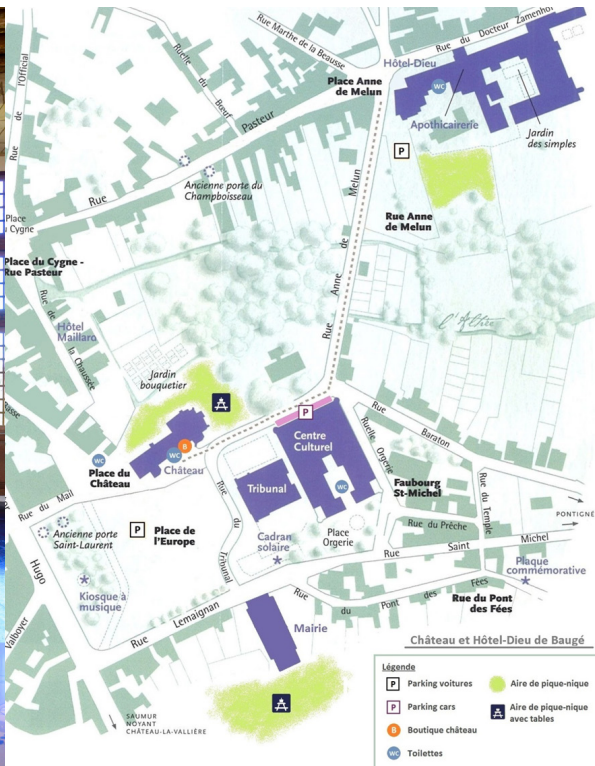 Rue Marthe de la Beausse
Rue du Docteur Zamenhof
Hôtel-Dieu
Ruelle du Bœuf
Rue de l'Official
Place Anne
de Melun
WC
Apothicairerie
Jardin
des simples
Rue Pasteur
P
Ancienne porte du
Champboisseau
Rue Anne
de Melun
Place
Cygne
Place du Cygne -
Rue Pasteur
Rue Anne de Melun
Rue de la Chaussée
Hôtel
Maillard
Jardin
bouquetier
P
Centre
Culturel
Rue Baraton
Ruelle Orgerie
B
WC
Château
WC
Place du
Château
Tribunal
WC
Faubourg
St-Michel
Rue du Temple
PONTIGNÉ
Rue du Mail
Ancienne porte
Saint-Laurent
P
Place de
l'Europe
Rue du Tribunal
Cadran
solaire
Place
Orgerie
Rue du Prêche
Rue Saint Michel
Hugo
Kiosque à
musique
Plaque
commémorative
Rue du Pont des Fées
Rue du Pont
des Fées
Valboyer
Rue Lemaignan
Mairie
Château et Hôtel-Dieu de Baugé
SAUMUR
NOYANT
CHÂTEAU-LA-VALLIÈRE
Légende
P Parking voitures
Aire de pique-nique
P Parking cars
Aire de pique-nique
avec tables
B Boutique château
WC Toilettes